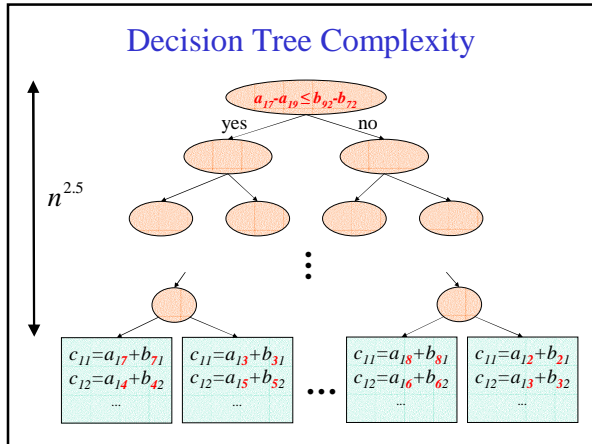 Decision Tree Complexity
a17-a19 ≤ b92-b72
yes no
n^2.5
c11=a17+b71
c12=a14+b42
...
c11=a13+b31
c12=a15+b52
...
...
c11=a18+b81
c12=a16+b62
...
c11=a12+b21
c12=a13+b32
...